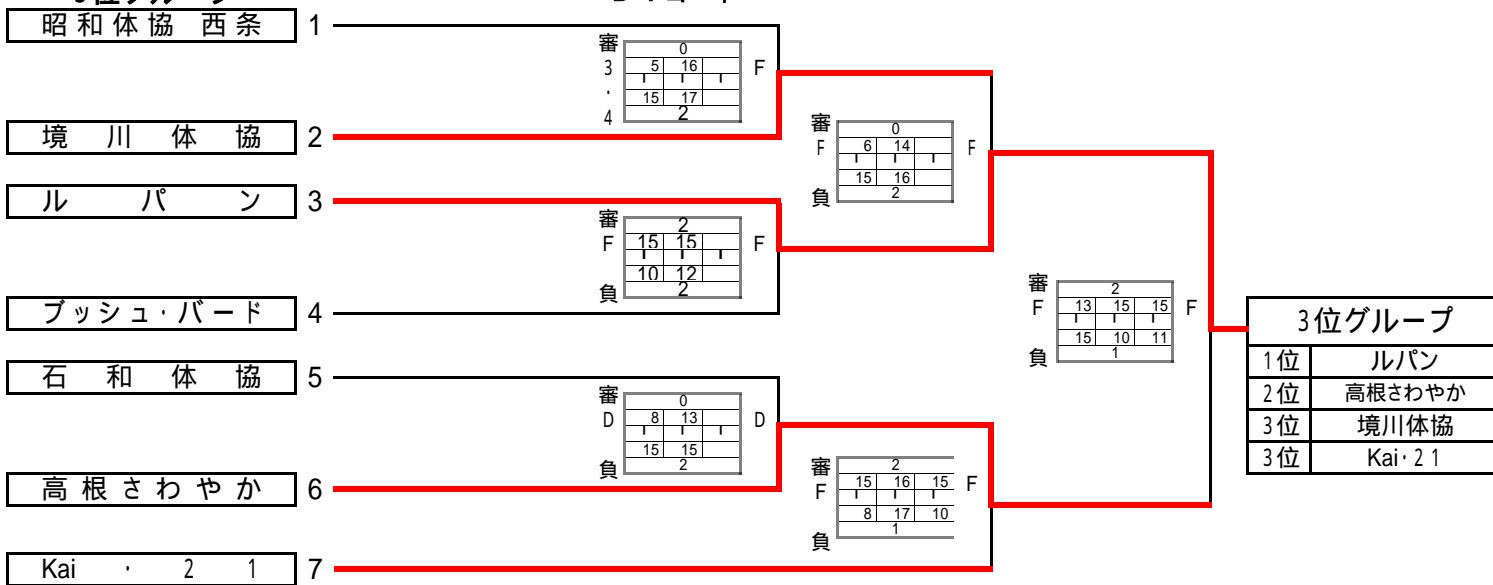 昭和体協 西条 1
審 3・4 0 5 16 15 17 2 F
境川体協 2
審 F 負 0 6 14 15 16 2 F
ルパン 3
審 F 負 2 15 15 10 12 2 F
ブッシュ・バード 4
審 F 負 2 13 15 15 15 10 11 1 F
石和体協 5
審 D 負 0 8 13 15 15 2 D
高根さわやか 6
審 F 負 2 15 16 15 8 17 10 1 F
Kai・21 7
3位グループ
1位 ルパン
2位 高根さわやか
3位 境川体協
3位 Kai・21